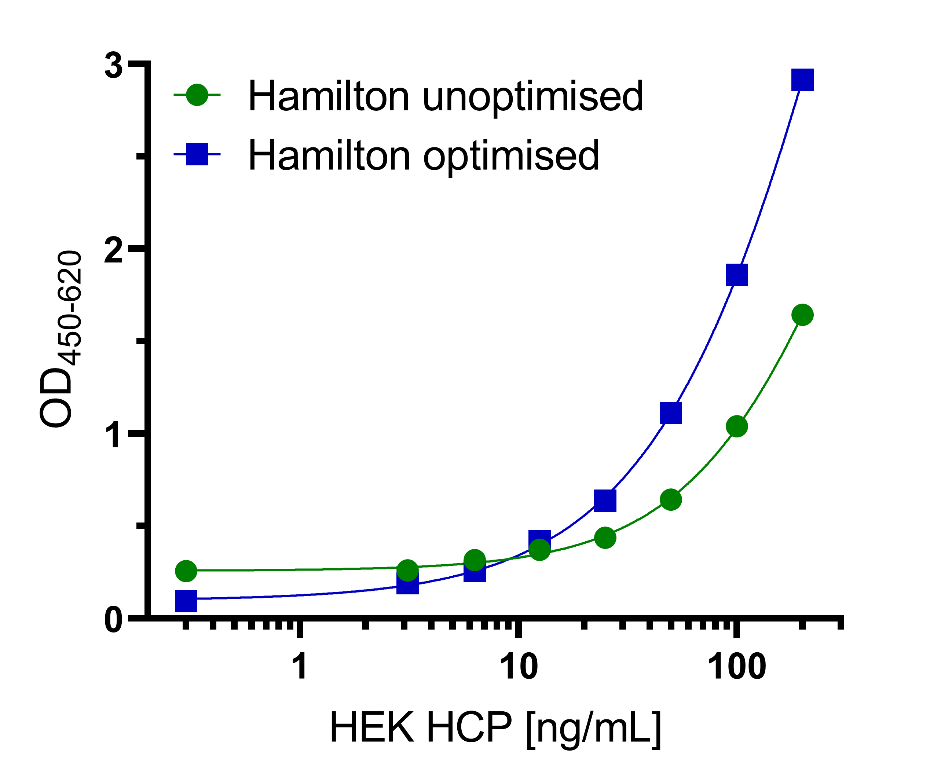 Hamilton unoptimised
Hamilton optimised
3
2
1
0
OD450-620
1 10 100
HEK HCP [ng/mL]